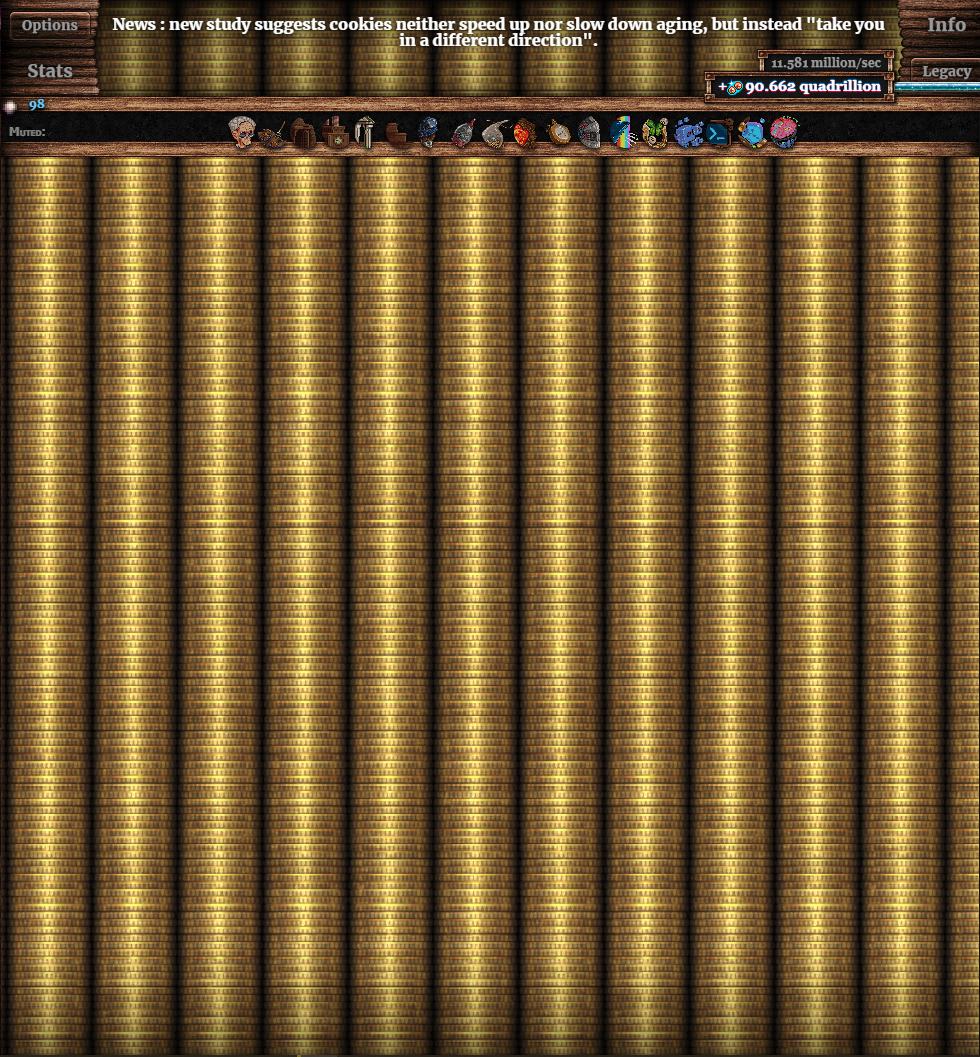 Options
News : new study suggests cookies neither speed up nor slow down aging, but instead "take you
in a different direction".
Info
Stats
11.581 million/sec
Legacy
+90.662 quadrillion
98
Muted: